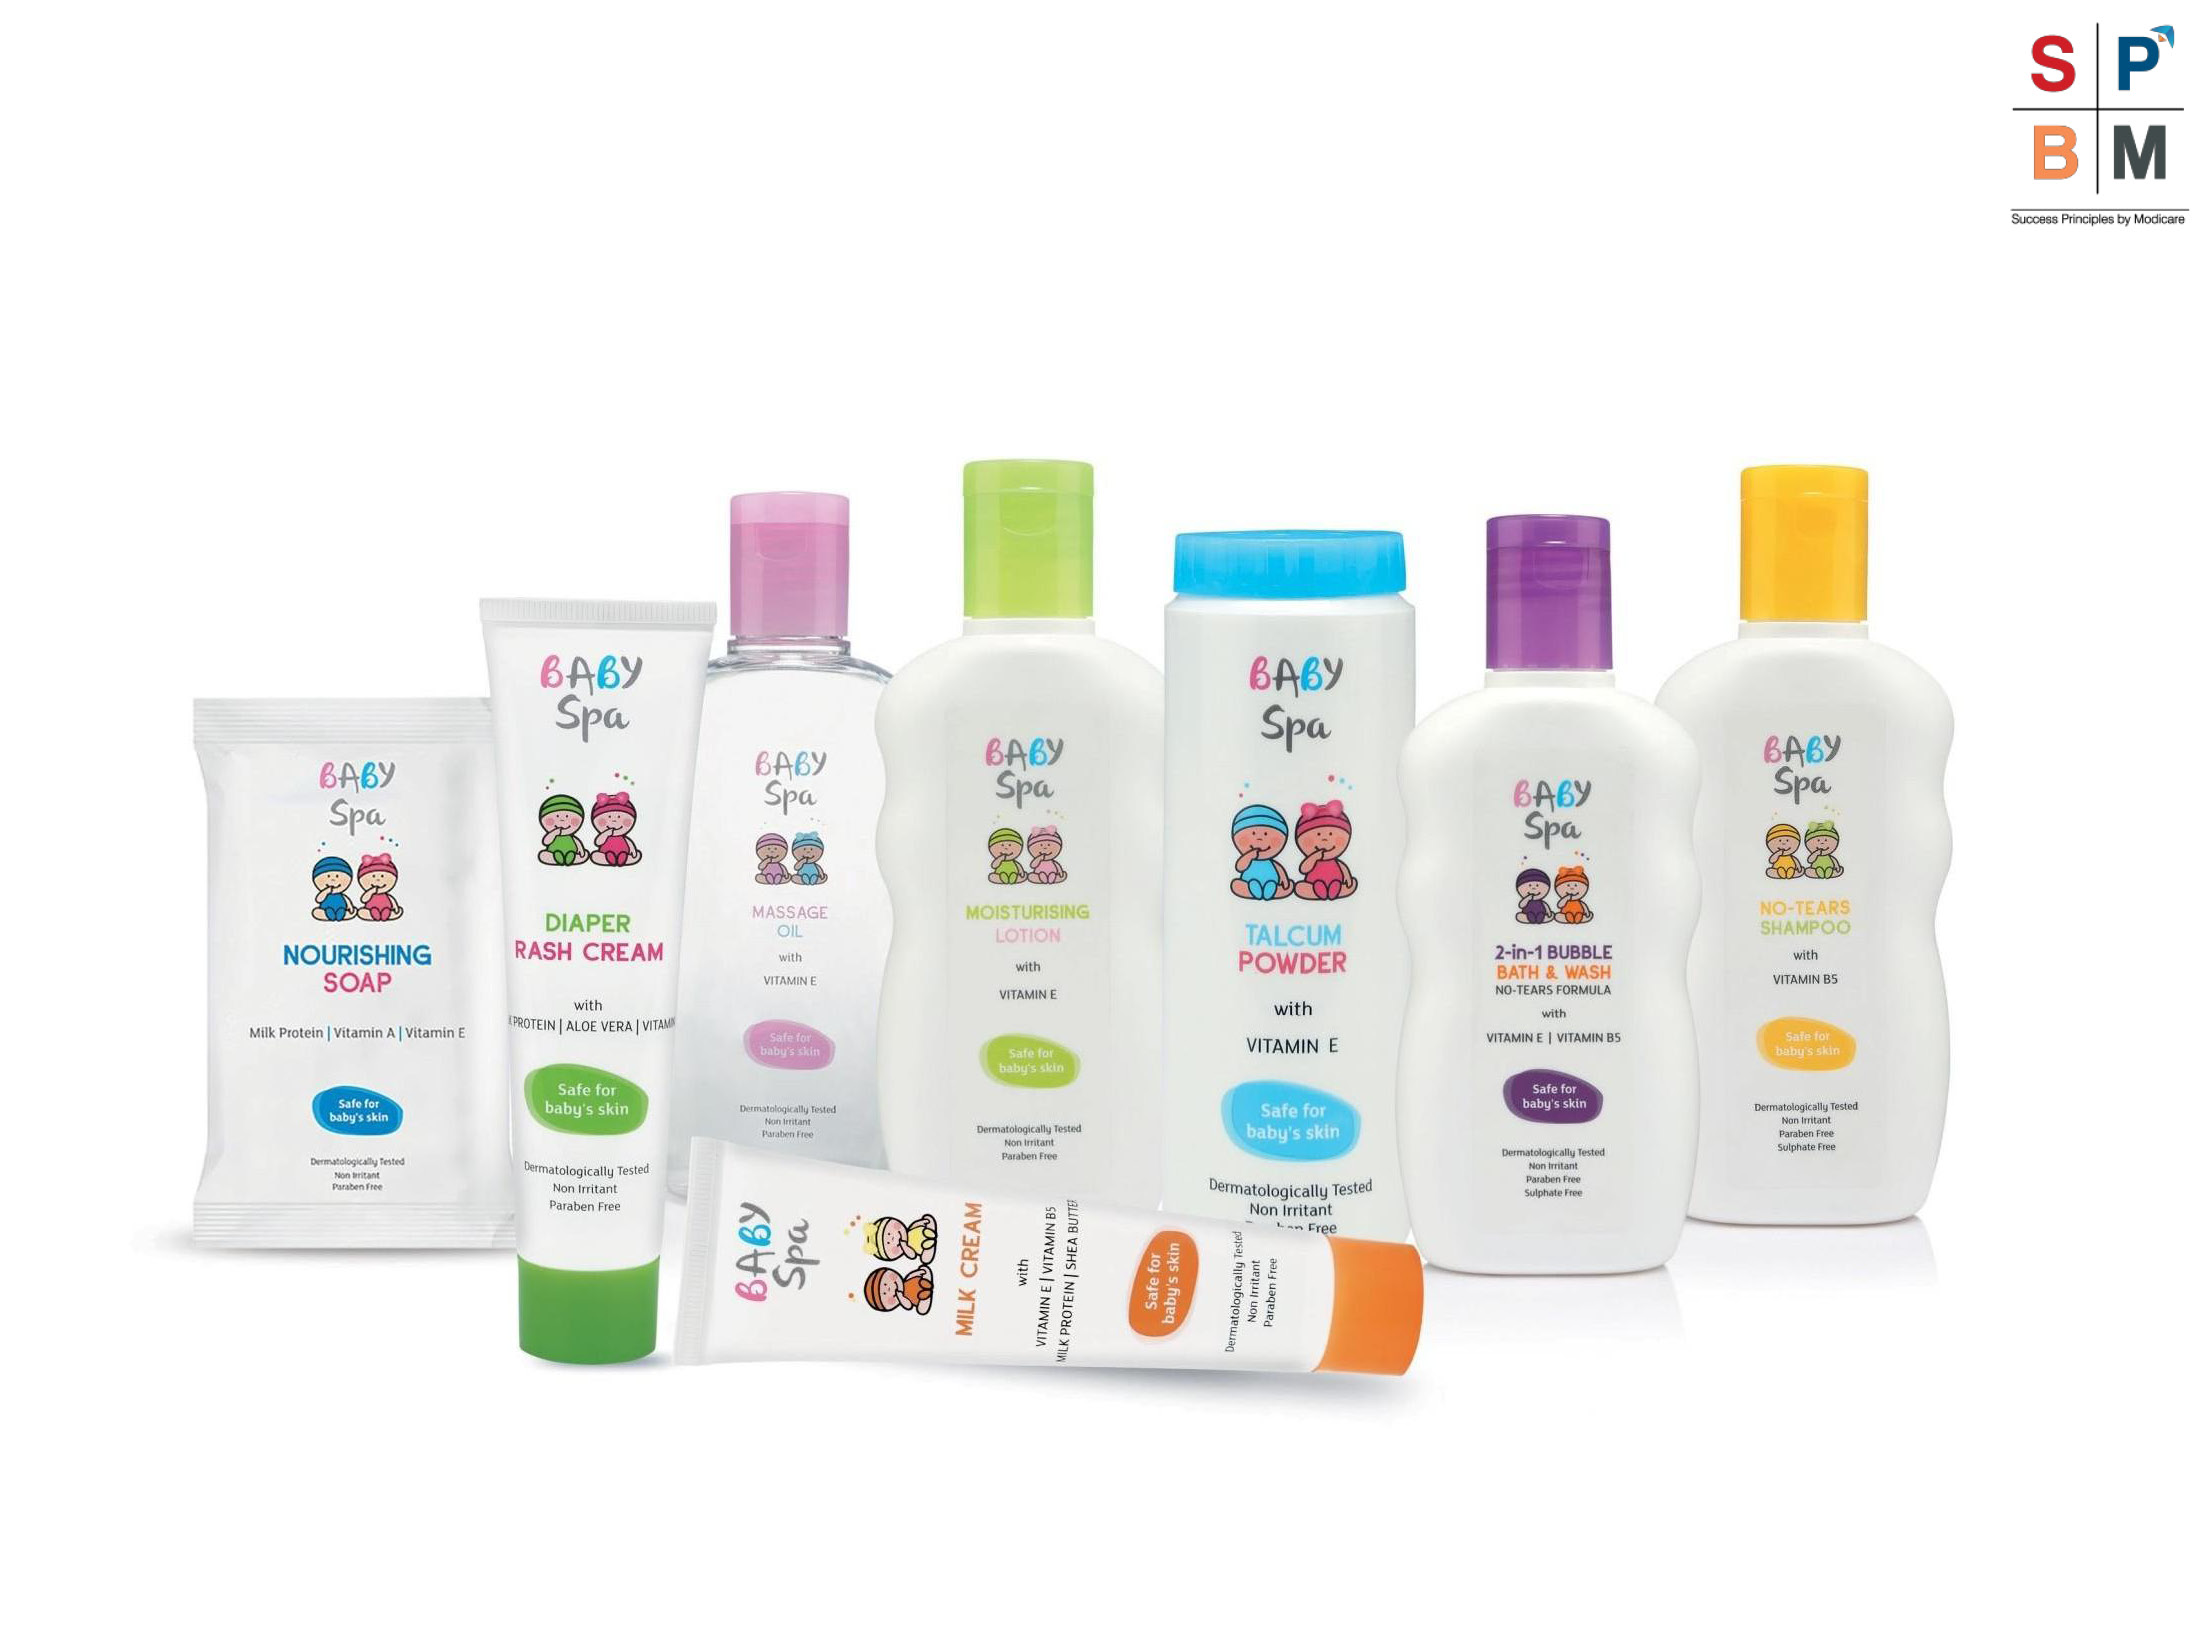 S P
B M
Success Principles by Modicare
BABY
Spa
NOURISHING
SOAP
Milk Protein | Vitamin A | Vitamin E
Safe for
baby's skin
Dermatologically Tested
Non Irritant
Paraben Free
BABY
Spa
DIAPER
RASH CREAM
with
PROTEIN | ALOE VERA | VITAMIN
Safe for
baby's skin
Dermatologically Tested
Non Irritant
Paraben Free
BABY
Spa
MASSAGE
OIL
with
VITAMIN E
Safe for
baby's skin
Dermatologically Tested
Non Irritant
Paraben Free
BABY
Spa
MOISTURISING
LOTION
with
VITAMIN E
Safe for
baby's skin
Dermatologically Tested
Non Irritant
Paraben Free
BABY
Spa
TALCUM
POWDER
with
VITAMIN E
Safe for
baby's skin
Dermatologically Tested
Non Irritant
Free
BABY
Spa
2-in-1 BUBBLE
BATH & WASH
NO-TEARS FORMULA
with
VITAMIN E | VITAMIN B5
Safe for
baby's skin
Dermatologically Tested
Non Irritant
Paraben Free
Sulphate Free
BABY
Spa
NO-TEARS
SHAMPOO
with
VITAMIN B5
Safe for
baby's skin
Dermatologically Tested
Non Irritant
Paraben Free
Sulphate Free
BABY
Spa
MILK CREAM
with
VITAMIN E | VITAMIN B5
MILK PROTEIN | SHEA BUTTER
Safe for
baby's skin
Dermatologically Tested
Non Irritant
Paraben Free